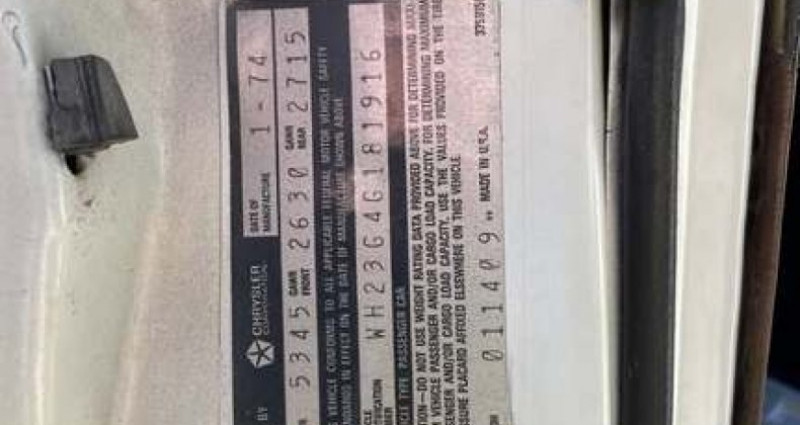 BY CHRYSLER CORPORATION DATE OF MANUFACTURE 1-74
5345 GAWR FRONT 2630 GAWR REAR 2715
VEHICLE CONFORMS TO ALL APPLICABLE FEDERAL MOTOR VEHICLE SAFETY
IN EFFECT ON THE DATE OF MANUFACTURE SHOWN ABOVE
WH23G4G181916
TYPE PASSENGER CAR
DO NOT USE WEIGHT RATING DATA PROVIDED ABOVE FOR DETERMINING
VEHICLE PASSENGER AND/OR CARGO LOAD CAPACITY. FOR DETERMINING MAXIMUM
AND/OR CARGO LOAD CAPACITY, USE THE VALUES PROVIDED ON THE TIRE
PLACARD AFFIXED ELSEWHERE ON THIS VEHICLE.
011409 MADE IN U.S.A.